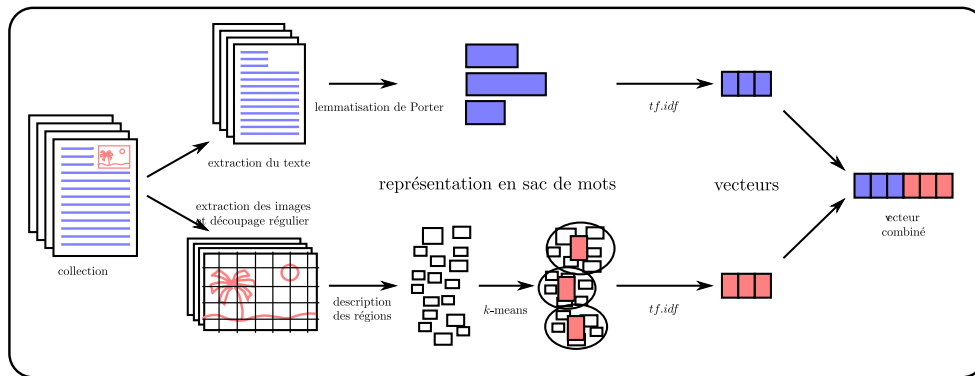 lemmatisation de Porter
tf.idf
extraction du texte
représentation en sac de mots
vecteurs
extraction des images
et découpage régulier
vecteur
combiné
collection
description
des régions
k-means
tf.idf